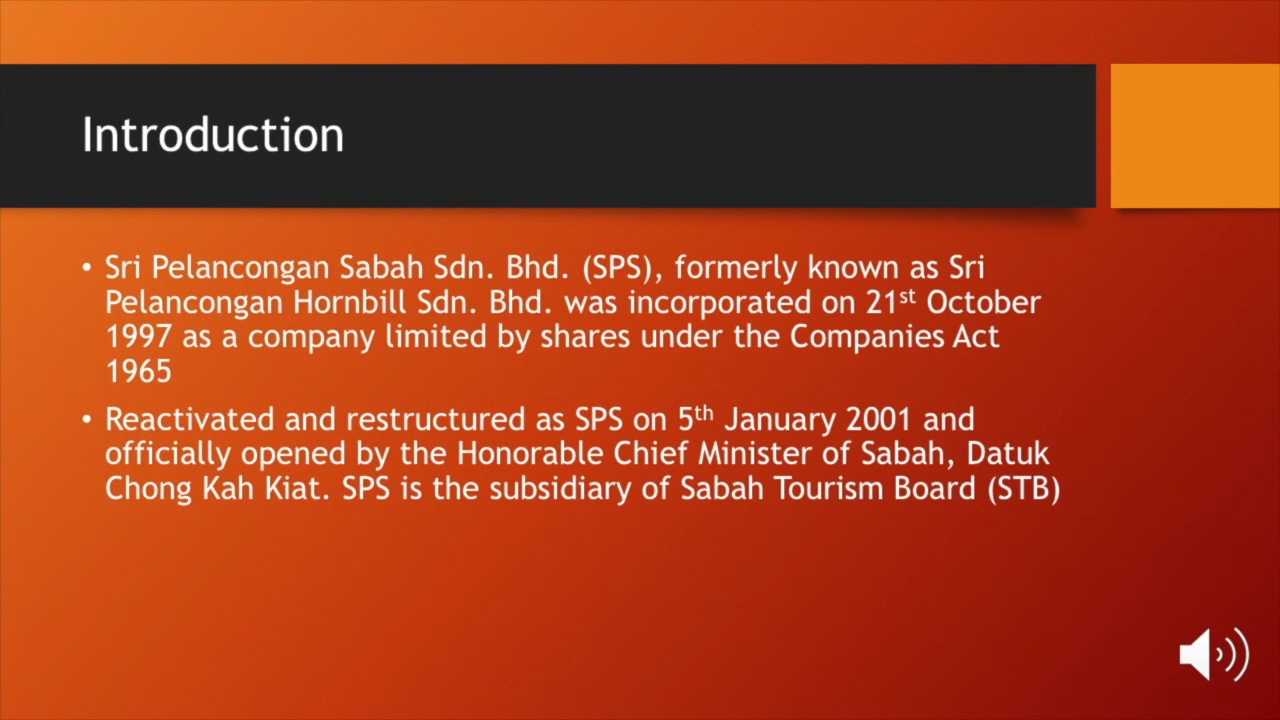 Introduction
• Sri Pelancongan Sabah Sdn. Bhd. (SPS), formerly known as Sri
Pelancongan Hornbill Sdn. Bhd. was incorporated on 21st October
1997 as a company limited by shares under the Companies Act
1965
• Reactivated and restructured as SPS on 5th January 2001 and
officially opened by the Honorable Chief Minister of Sabah, Datuk
Chong Kah Kiat. SPS is the subsidiary of Sabah Tourism Board (STB)